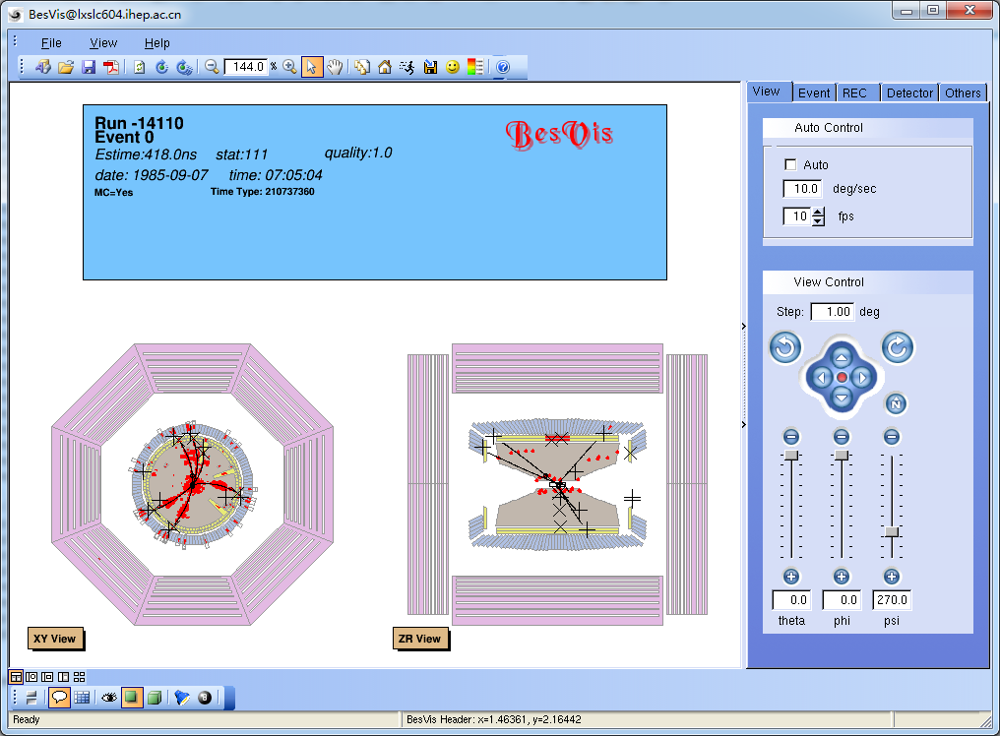 BesVis@lxslc604.ihep.ac.cn
File View Help
144.0 %
Run -14110
Event 0
Estime:418.0ns stat:111 quality:1.0
date: 1985-09-07 time: 07:05:04
MC=Yes Time Type: 210737360
BesVis
XY View
ZR View
View Event REC Detector Others
Auto Control
Auto
10.0 deg/sec
10 fps
View Control
Step: 1.00 deg
N
0.0 0.0 270.0
theta phi psi
Ready
BesVis Header: x=1.46361, y=2.16442